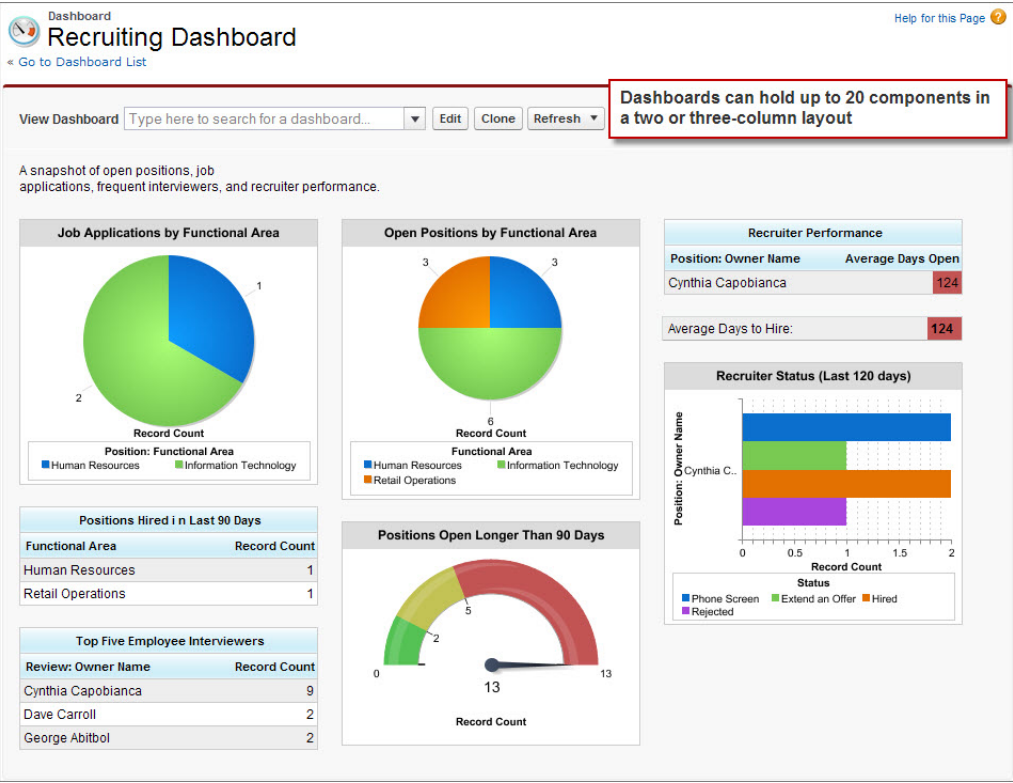 Dashboard
Recruiting Dashboard
Help for this Page
« Go to Dashboard List
Dashboards can hold up to 20 components in
a two or three-column layout
View Dashboard Type here to search for a dashboard... Edit Clone Refresh
A snapshot of open positions, job
applications, frequent interviewers, and recruiter performance.
Job Applications by Functional Area
1
2
Record Count
Position: Functional Area
Human Resources Information Technology
Positions Hired i n Last 90 Days
Functional Area Record Count
Human Resources 1
Retail Operations 1
Top Five Employee Interviewers
Review: Owner Name Record Count
Cynthia Capobianca 9
Dave Carroll 2
George Abitbol 2
Open Positions by Functional Area
3 3
6
Record Count
Functional Area
Human Resources Information Technology
Retail Operations
Positions Open Longer Than 90 Days
5
2
0 13
13
Record Count
Recruiter Performance
Position: Owner Name Average Days Open
Cynthia Capobianca 124
Average Days to Hire: 124
Recruiter Status (Last 120 days)
Position: Owner Name
Cynthia C..
0 0.5 1 1.5 2
Record Count
Status
Phone Screen Extend an Offer Hired
Rejected